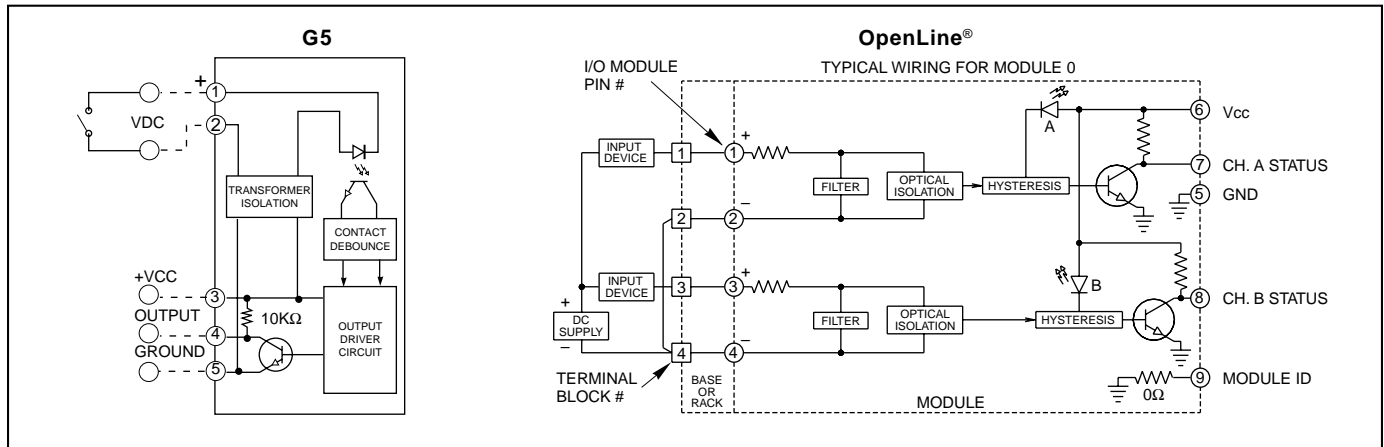 G5
+
1
VDC
2
TRANSFORMER
ISOLATION
CONTACT
DEBOUNCE
+VCC
3
OUTPUT
10KΩ
4
GROUND
5
OUTPUT
DRIVER
CIRCUIT
OpenLine®
I/O MODULE
PIN #
TYPICAL WIRING FOR MODULE 0
A
6
Vcc
INPUT
DEVICE
1
1
+
FILTER
OPTICAL
ISOLATION
HYSTERESIS
7
CH. A STATUS
5
GND
2
2
–
INPUT
DEVICE
3
3
+
B
FILTER
OPTICAL
ISOLATION
HYSTERESIS
8
CH. B STATUS
+
DC
SUPPLY
–
4
4
–
TERMINAL
BLOCK #
BASE
OR
RACK
MODULE
0Ω
9
MODULE ID